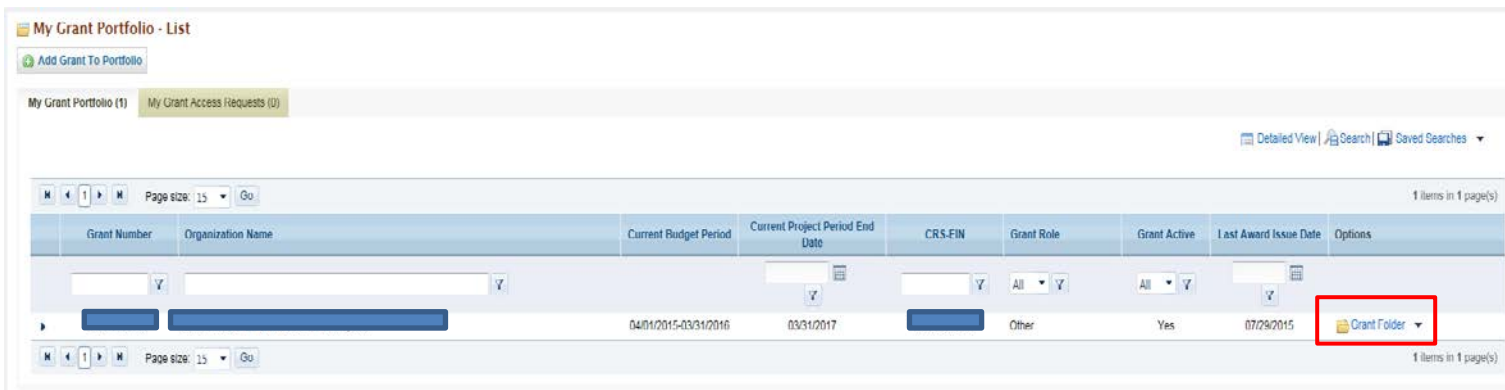 My Grant Portfolio - List
Add Grant To Portfolio
My Grant Portfolio (1) My Grant Access Requests (0)
Detailed View | Search | Saved Searches
1 Page size: 15 Go 1 items in 1 page(s)
Grant Number Organization Name Current Budget Period Current Project Period End Date CRS-EIN Grant Role Grant Active Last Award Issue Date Options
All All
04/01/2015-03/31/2016 03/31/2017 Other Yes 07/29/2015 Grant Folder
1 Page size: 15 Go 1 items in 1 page(s)